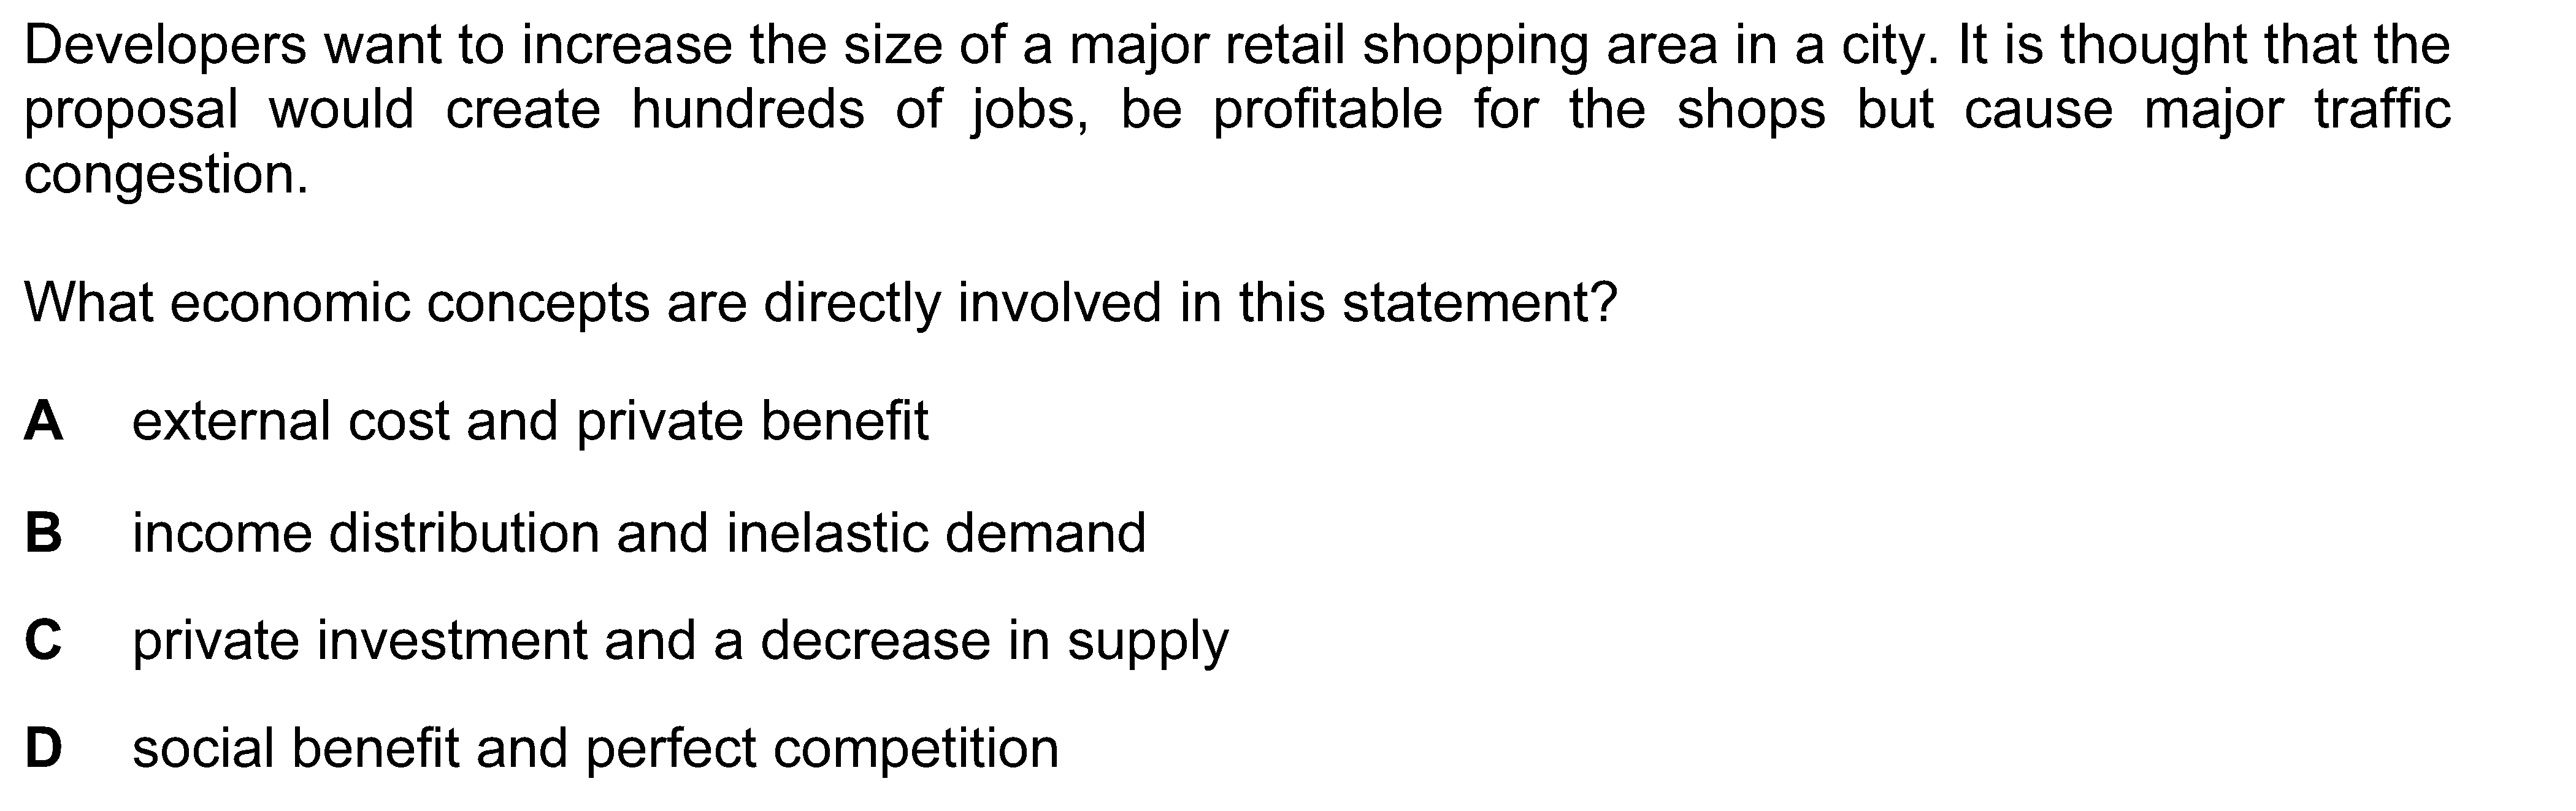 Developers want to increase the size of a major retail shopping area in a city. It is thought that the
proposal would create hundreds of jobs, be profitable for the shops but cause major traffic
congestion.
What economic concepts are directly involved in this statement?
A external cost and private benefit
B income distribution and inelastic demand
C private investment and a decrease in supply
D social benefit and perfect competition